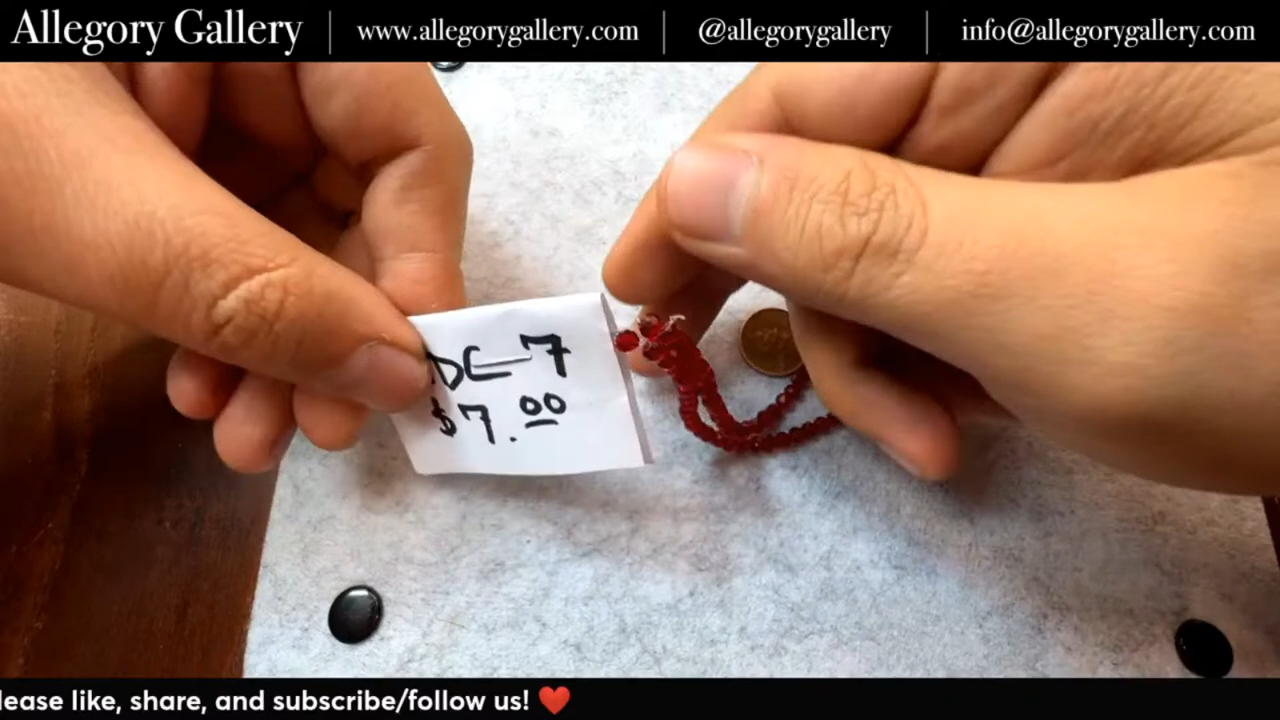 Allegory Gallery
www.allegorygallery.com
@allegorygallery
info@allegorygallery.com
DC-7
$7.00
lease like, share, and subscribe/follow us! ❤️